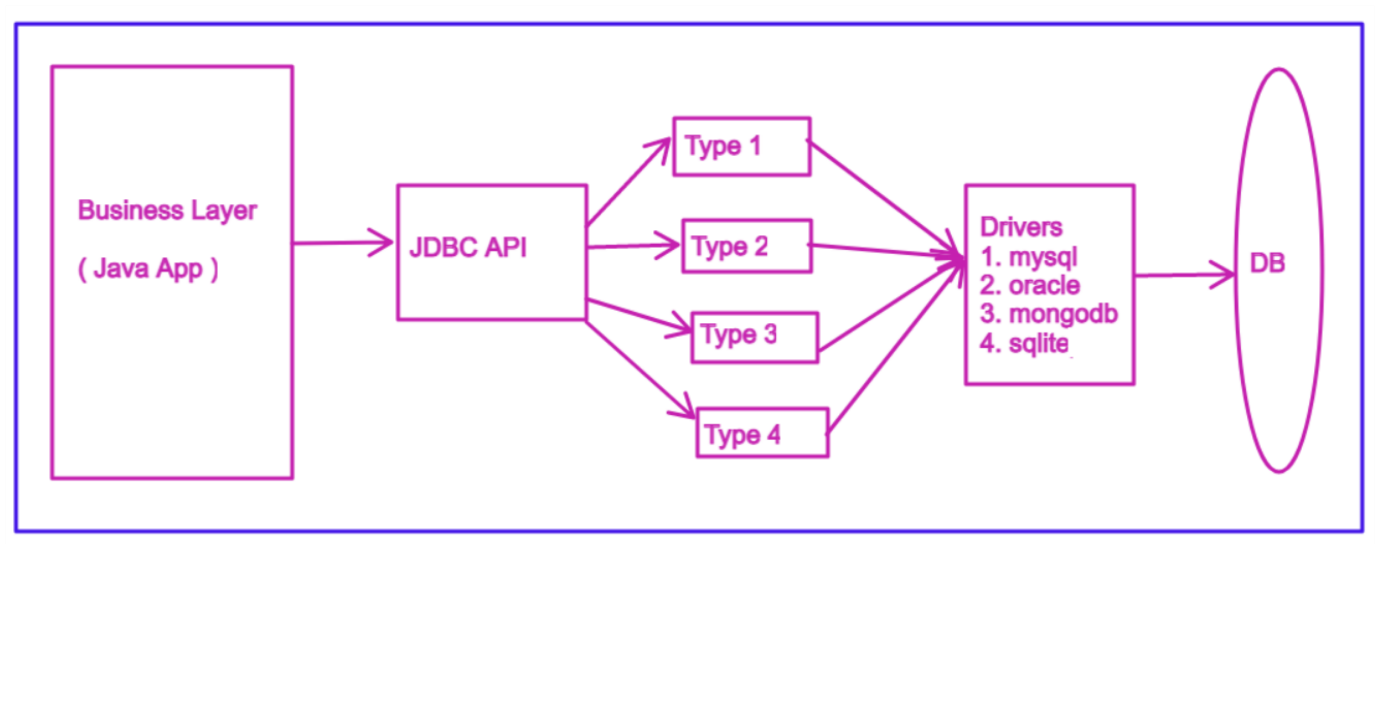 Business Layer
( Java App )
JDBC API
Type 1
Type 2
Type 3
Type 4
Drivers
1. mysql
2. oracle
3. mongodb
4. sqlite
DB